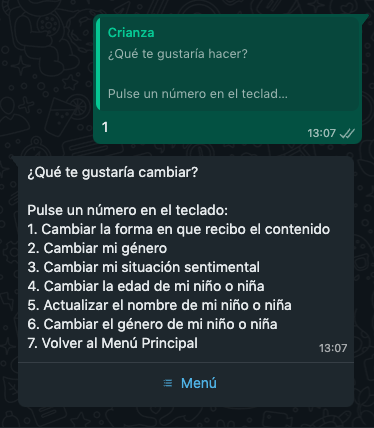 Crianza
¿Qué te gustaría hacer?
Pulse un número en el teclad...
1
13:07
¿Qué te gustaría cambiar?
Pulse un número en el teclado:
1. Cambiar la forma en que recibo el contenido
2. Cambiar mi género
3. Cambiar mi situación sentimental
4. Cambiar la edad de mi niño o niña
5. Actualizar el nombre de mi niño o niña
6. Cambiar el género de mi niño o niña
7. Volver al Menú Principal
13:07
Menú